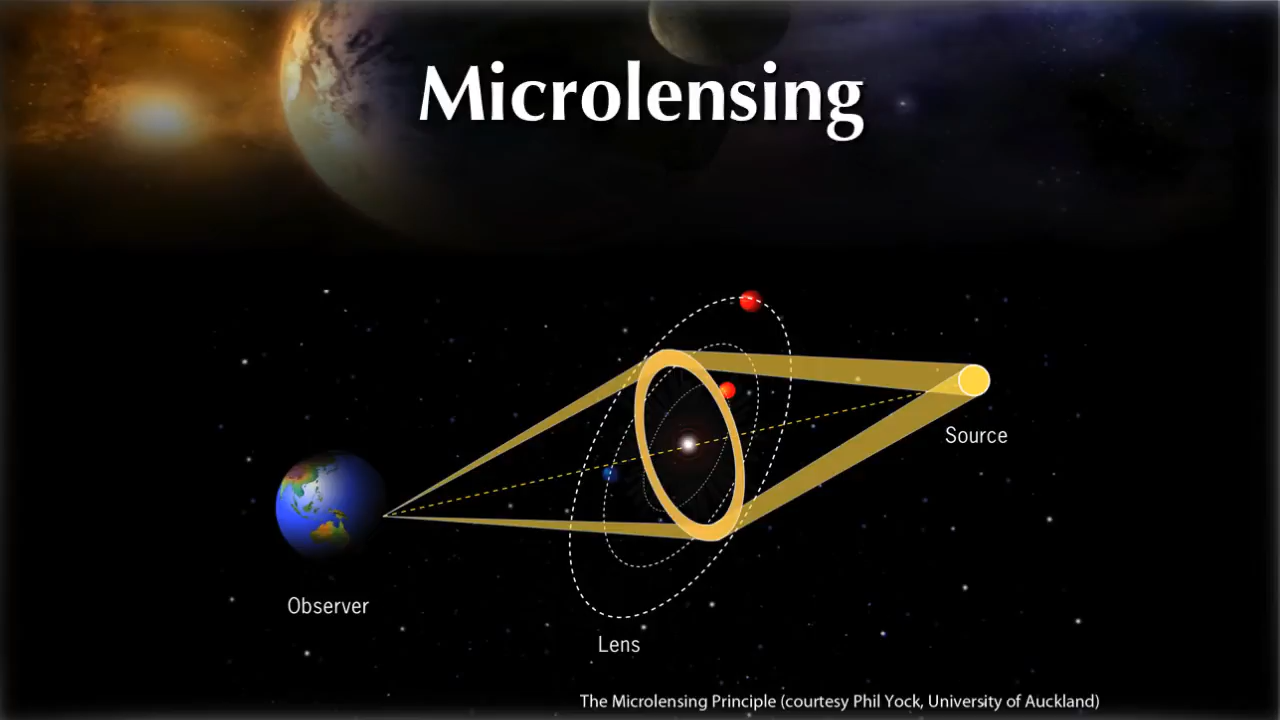 Microlensing
Source
Observer
Lens
The Microlensing Principle (courtesy Phil Yock, University of Auckland)